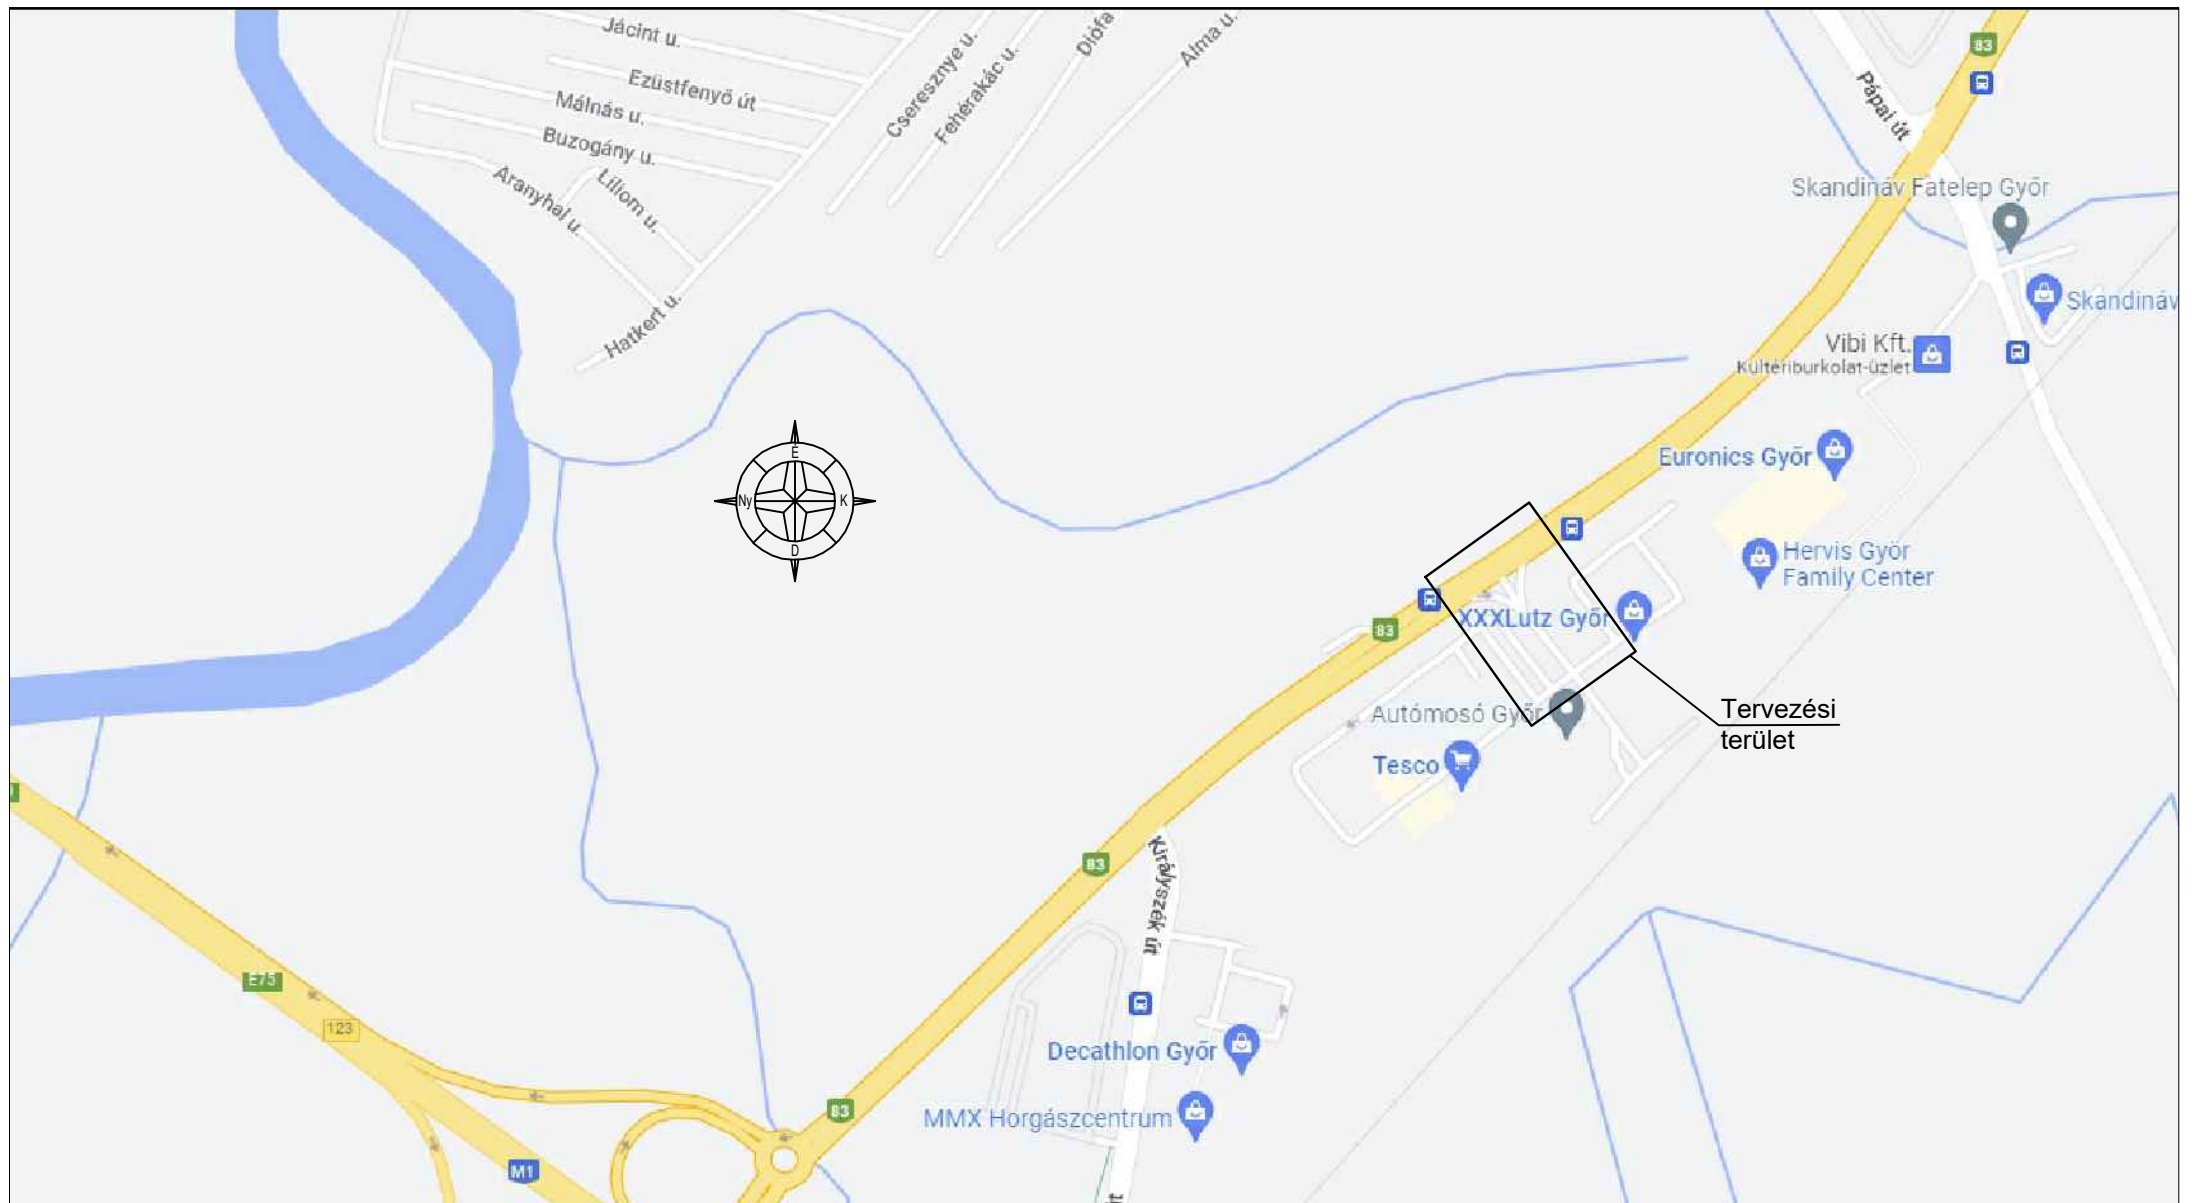 Jácint u.
Ezüstfenyő út
Málnás u.
Buzogány u.
Aranyhal u.
Liliom u.
Hatkert u.
Cseresznye u.
Fehérakác u.
Diófa
Alma u.
83
Pápai út
Skandináv Fatelep Győr
Skandináv
Vibi Kft.
Kültériburkolat-üzlet
E
Ny
K
D
Euronics Győr
Hervis Győr
Family Center
XXXLutz Győr
83
Autómosó Győr
Tervezési
terület
Tesco
83
Királyszék út
E75
123
Decathlon Győr
83
MMX Horgászcentrum
M1